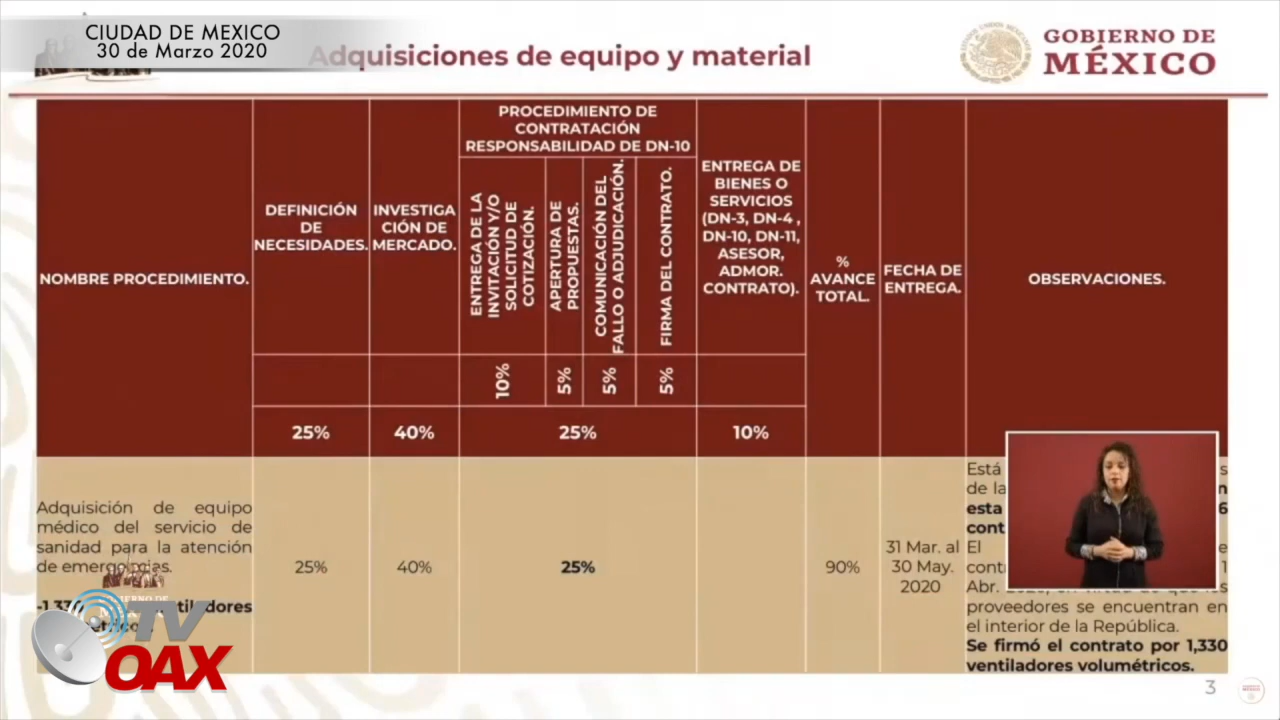 CIUDAD DE MEXICO
30 de Marzo 2020
Adquisiciones de equipo y material
GOBIERNO DE
MÉXICO
NOMBRE PROCEDIMIENTO.
DEFINICIÓN
DE
NECESIDADES.
INVESTIGA
CIÓN DE
MERCADO.
PROCEDIMIENTO DE
CONTRATACIÓN
RESPONSABILIDAD DE DN-10
ENTREGA DE LA
INVITACIÓN Y/O
SOLICITUD DE
COTIZACIÓN.
APERTURA DE
PROPUESTAS.
COMUNICACIÓN DEL
FALLO O ADJUDICACIÓN.
FIRMA DEL CONTRATO.
ENTREGA DE
BIENES O
SERVICIOS
(DN-3, DN-4 ,
DN-10, DN-11,
ASESOR,
ADMOR.
CONTRATO).
%
AVANCE
TOTAL.
FECHA DE
ENTREGA.
OBSERVACIONES.
10%
5%
5%
5%
25%
40%
25%
10%
Adquisición de equipo
médico del servicio de
sanidad para la atención
de emergencias.
25%
40%
25%
90%
31 Mar. al
30 May.
2020
Está
de la
esta
El
Abr.
proveedores se encuentran en
el interior de la República.
Se firmó el contrato por 1,330
ventiladores volumétricos.
TV
OAX
3